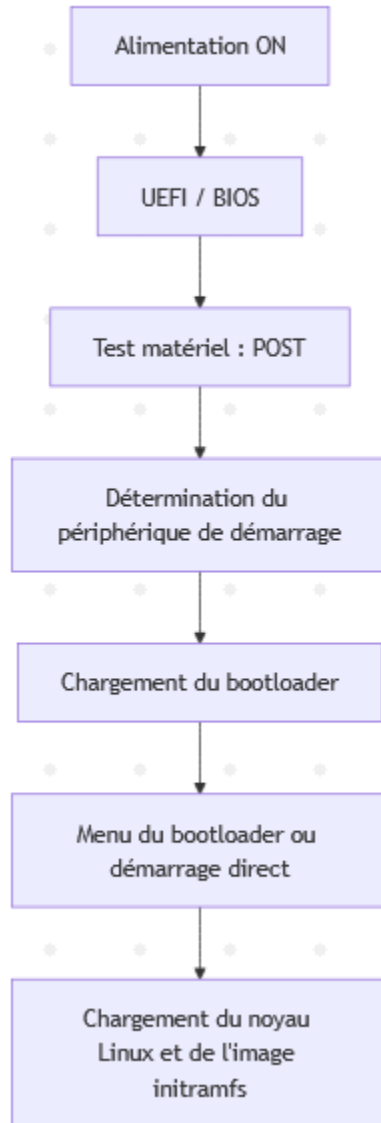 Alimentation ON
UEFI / BIOS
Test matériel : POST
Détermination du
périphérique de démarrage
Chargement du bootloader
Menu du bootloader ou
démarrage direct
Chargement du noyau
Linux et de l'image
initramfs